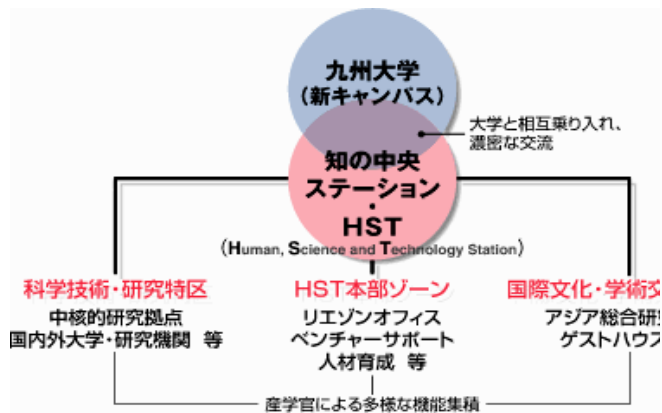 九州大学
(新キャンパス)
大学と相互乗り入れ、
濃密な交流
知の中央
ステーション
・
HST
(Human, Science and Technology Station)
科学技術・研究特区
中核的研究拠点
国内外大学・研究機関 等
HST本部ゾーン
リエゾンオフィス
ベンチャーサポート
人材育成 等
国際文化・学術交
アジア総合研究
ゲストハウス
産学官による多様な機能集積